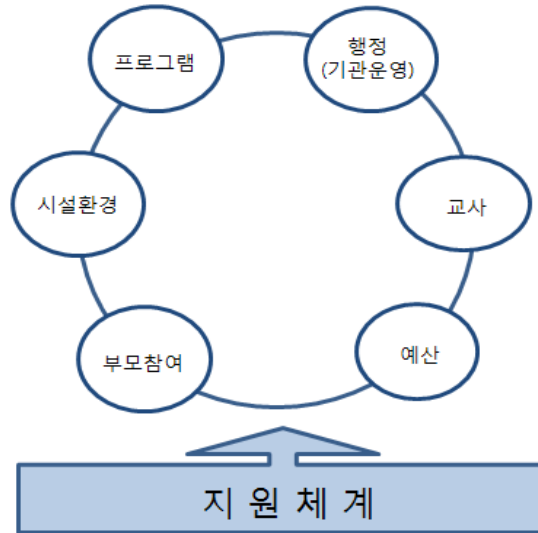 프로그램
행정
(기관운영)
시설환경
교사
부모참여
예산
지 원 체 계